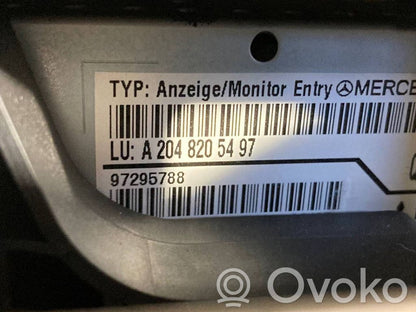 TYP: Anzeige/Monitor Entry MERCE
LU: A 204 820 54 97
97295788
Ovoko